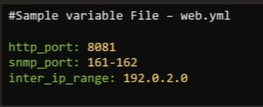 #Sample variable File – web.yml
http_port: 8081
snmp_port: 161-162
inter_ip_range: 192.0.2.0